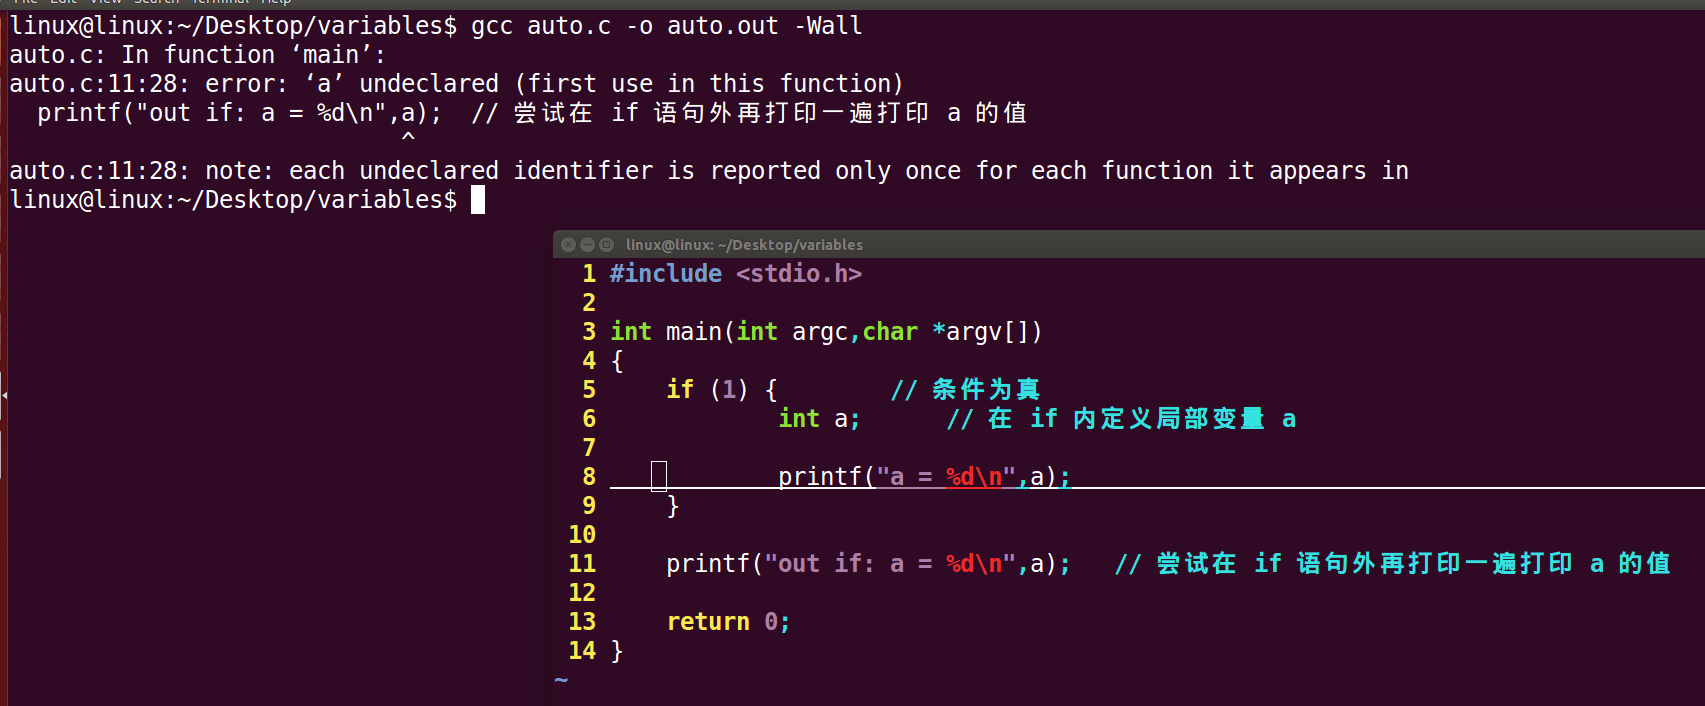 File Edit View Search Terminal Help
linux@linux:~/Desktop/variables$ gcc auto.c -o auto.out -Wall
auto.c: In function ‘main’:
auto.c:11:28: error: ‘a’ undeclared (first use in this function)
  printf("out if: a = %d\n",a);  // 尝试在 if 语句外再打印一遍打印 a 的值
                            ^
auto.c:11:28: note: each undeclared identifier is reported only once for each function it appears in
linux@linux:~/Desktop/variables$
linux@linux: ~/Desktop/variables
1 #include <stdio.h>
2
3 int main(int argc,char *argv[])
4 {
5     if (1) {        // 条件为真
6             int a;      // 在 if 内定义局部变量 a
7
8             printf("a = %d\n",a);
9     }
10
11     printf("out if: a = %d\n",a);   // 尝试在 if 语句外再打印一遍打印 a 的值
12
13     return 0;
14 }
~